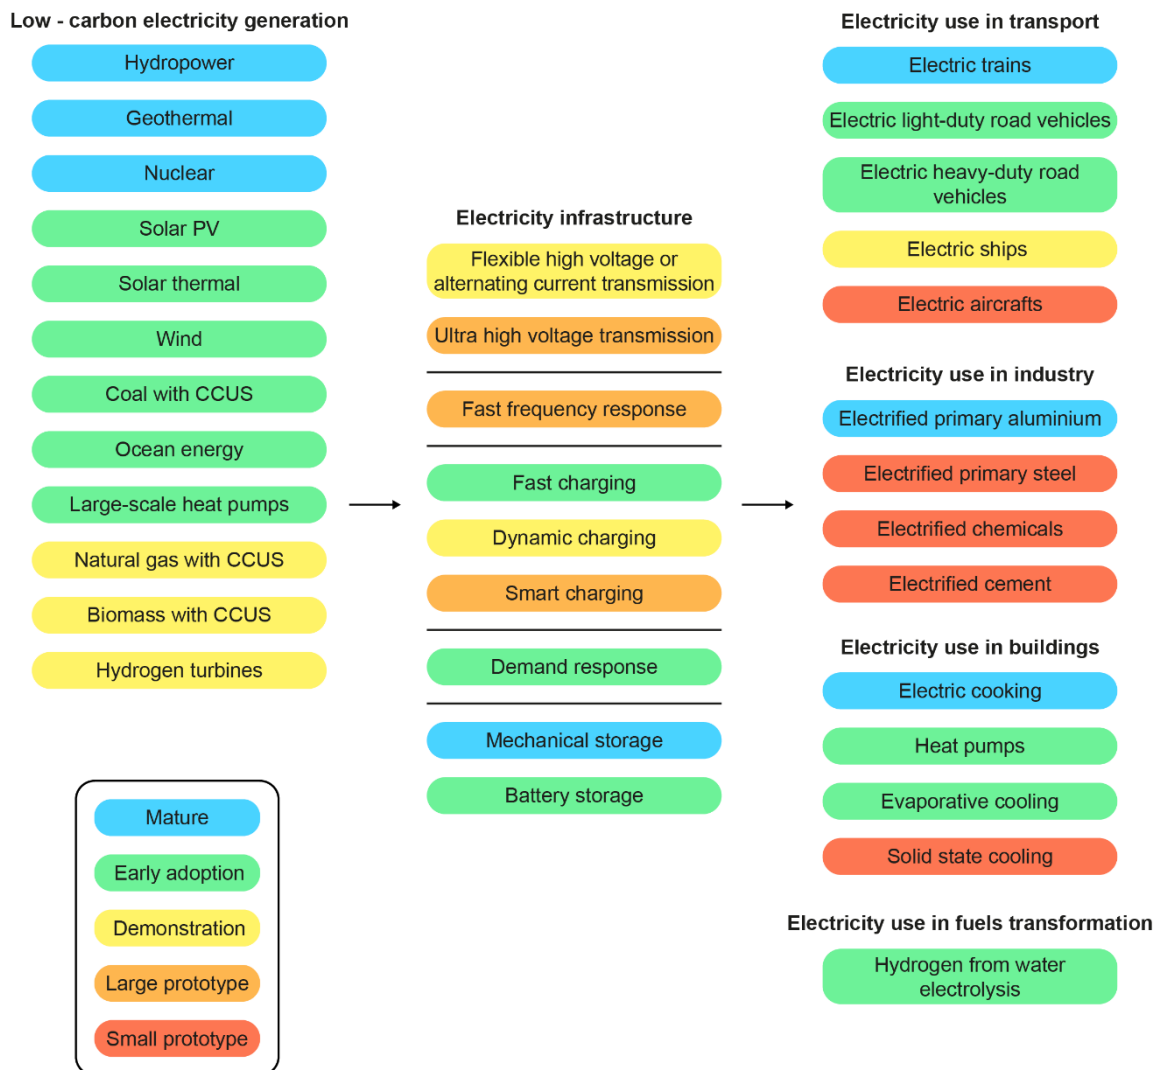 Low - carbon electricity generation
Hydropower
Geothermal
Nuclear
Solar PV
Solar thermal
Wind
Coal with CCUS
Ocean energy
Large-scale heat pumps
Natural gas with CCUS
Biomass with CCUS
Hydrogen turbines
Mature
Early adoption
Demonstration
Large prototype
Small prototype
Electricity infrastructure
Flexible high voltage or
alternating current transmission
Ultra high voltage transmission
Fast frequency response
Fast charging
Dynamic charging
Smart charging
Demand response
Mechanical storage
Battery storage
Electricity use in transport
Electric trains
Electric light-duty road vehicles
Electric heavy-duty road
vehicles
Electric ships
Electric aircrafts
Electricity use in industry
Electrified primary aluminium
Electrified primary steel
Electrified chemicals
Electrified cement
Electricity use in buildings
Electric cooking
Heat pumps
Evaporative cooling
Solid state cooling
Electricity use in fuels transformation
Hydrogen from water
electrolysis